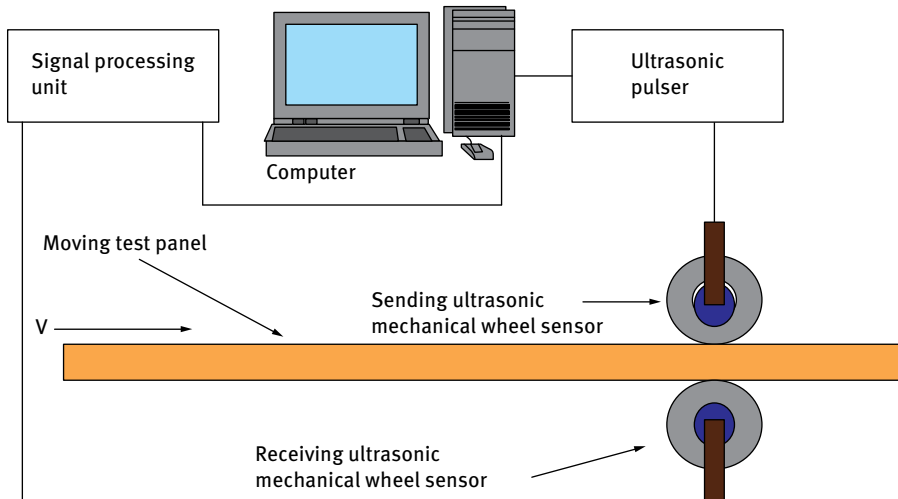 Signal processing
unit
Ultrasonic
pulser
Computer
Moving test panel
Sending ultrasonic
mechanical wheel sensor
V
Receiving ultrasonic
mechanical wheel sensor